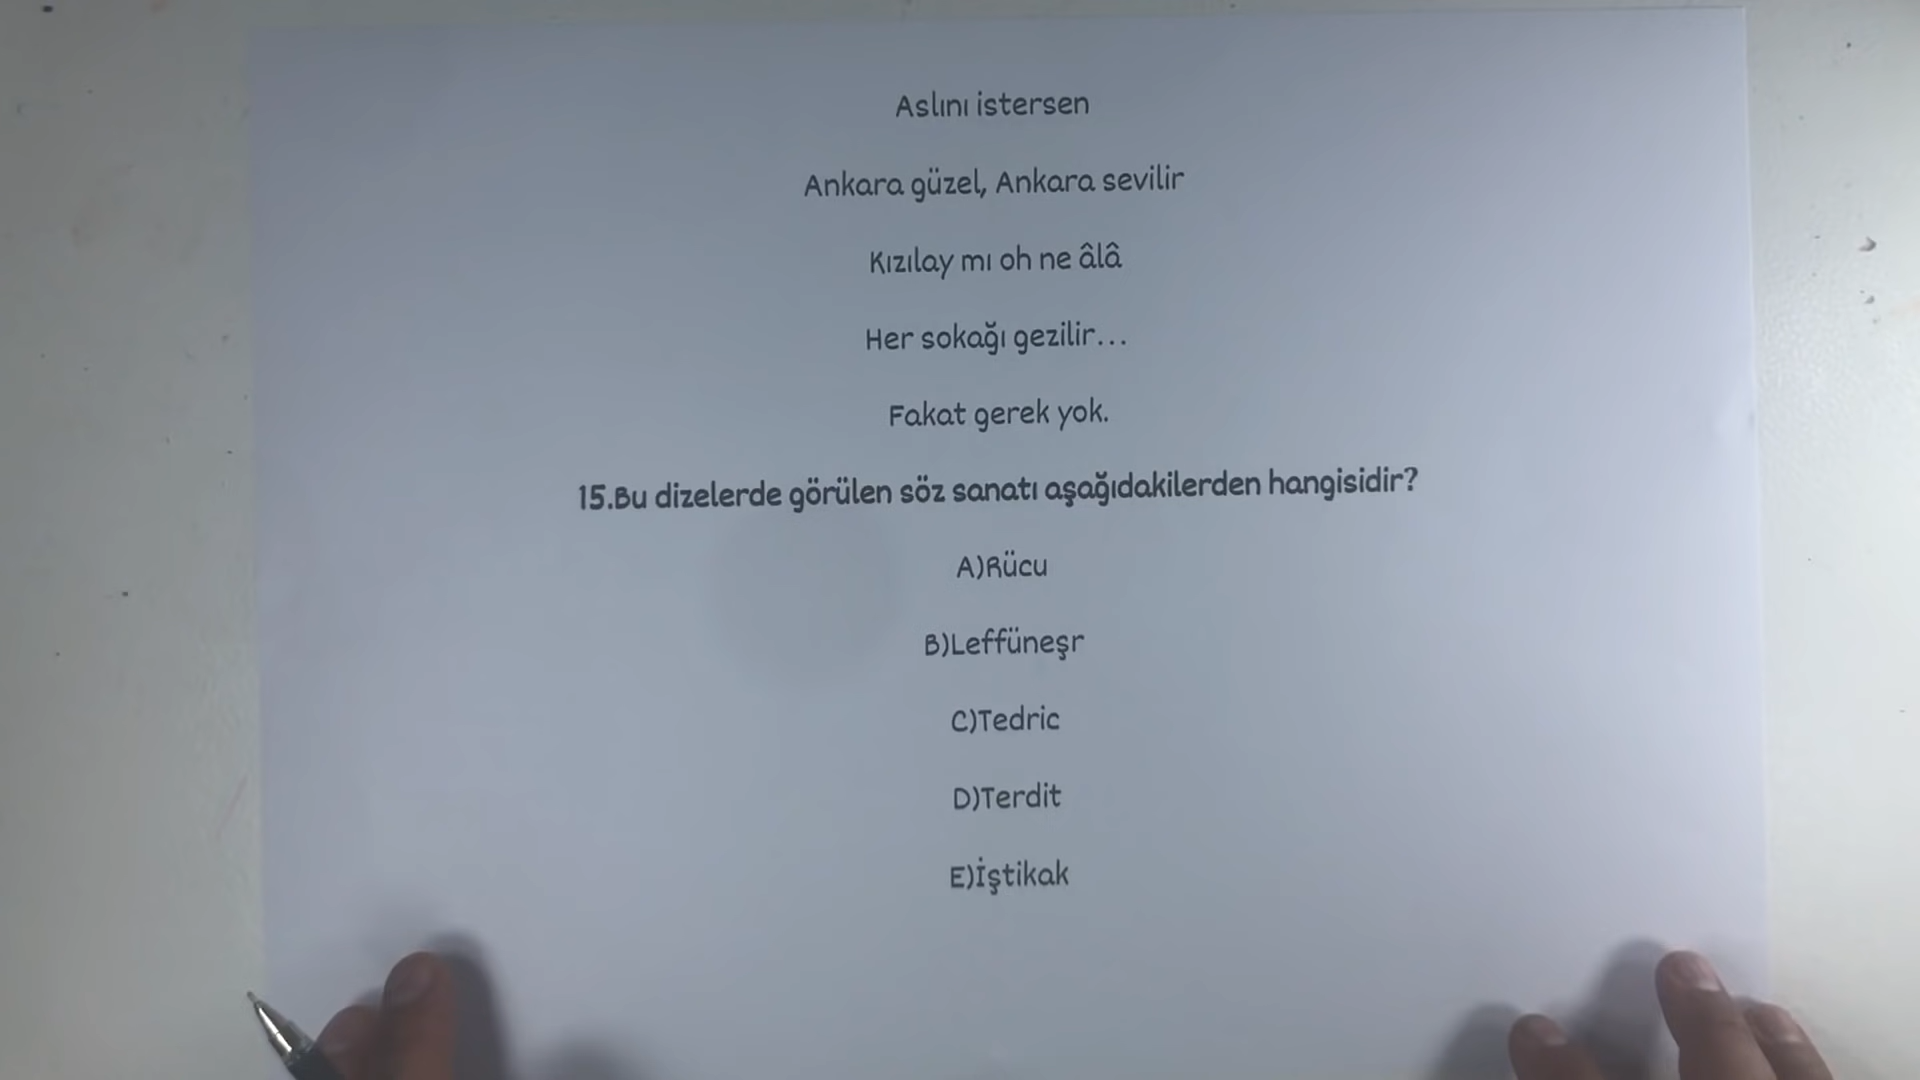 Aslını istersen
Ankara güzel, Ankara sevilir
Kızılay mı oh ne âlâ
Her sokağı gezilir...
Fakat gerek yok.
15.Bu dizelerde görülen söz sanatı aşağıdakilerden hangisidir?
A)Rücu
B)Leffüneşr
C)Tedric
D)Terdit
E)İştikak